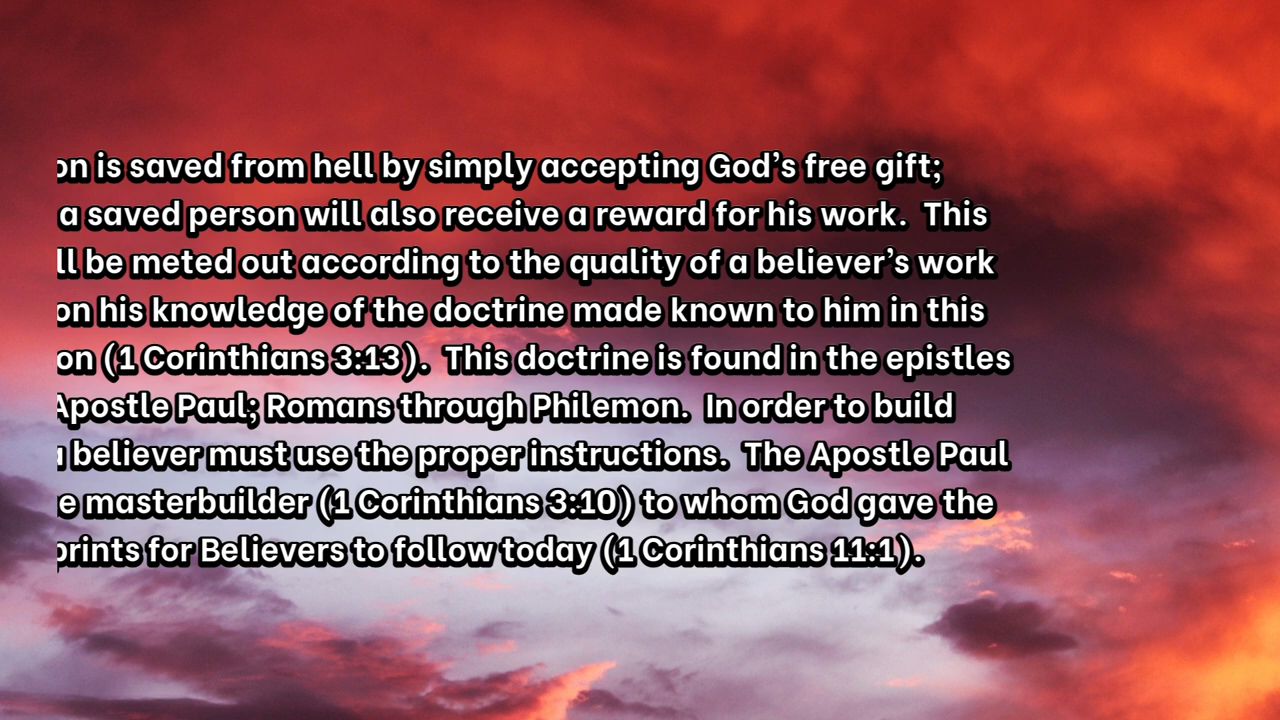 on is saved from hell by simply accepting God’s free gift;
a saved person will also receive a reward for his work.  This
ll be meted out according to the quality of a believer’s work
on his knowledge of the doctrine made known to him in this
on (1 Corinthians 3:13).  This doctrine is found in the epistles
Apostle Paul; Romans through Philemon.  In order to build
a believer must use the proper instructions.  The Apostle Paul
e masterbuilder (1 Corinthians 3:10) to whom God gave the
prints for Believers to follow today (1 Corinthians 11:1).